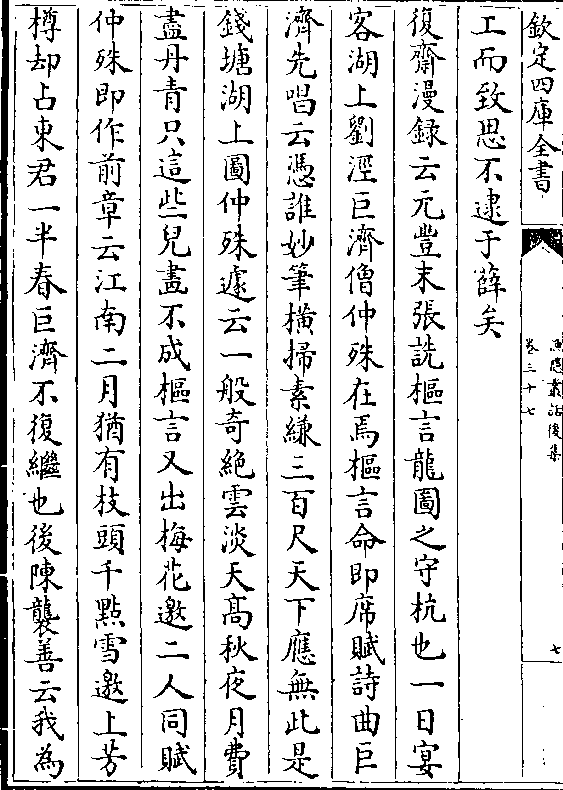 欽定四庫全書
漁隱叢話後集
卷三十七
七
工而致思不逮于薛矣
復齋漫録云元豐末張詵樞言龍圖之守杭也一日宴
客湖上劉涇巨濟僧仲殊在焉樞言命即席賦詩曲巨
濟先唱云憑誰妙筆橫掃素縑三百尺天下應無此是
錢塘湖上圖仲殊遽云一般奇絶雲淡天髙秋夜月費
盡丹青只這些兒畫不成樞言又出梅花邀二人同賦
仲殊即作前章云江南二月猶有枝頭千點雪邀上芳
樽却占東君一半春巨濟不復繼也後陳襲善云我為